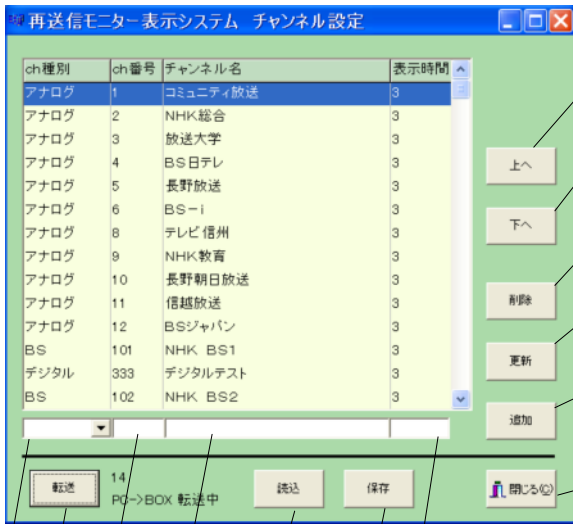 再送信モニター表示システム チャンネル設定
ch種別 ch番号 チャンネル名 表示時間
アナログ 1 コミュニティ放送 3
アナログ 2 NHK総合 3
アナログ 3 放送大学 3
アナログ 4 BS日テレ 3
アナログ 5 長野放送 3
アナログ 6 BS-i 3
アナログ 8 テレビ信州 3
アナログ 9 NHK教育 3
アナログ 10 長野朝日放送 3
アナログ 11 信越放送 3
アナログ 12 BSジャパン 3
BS 101 NHK BS1 3
デジタル 333 デジタルテスト 3
BS 102 NHK BS2 3
上へ
下へ
削除
更新
追加
転送
14
PC->BOX 転送中
読込
保存
閉じる(C)